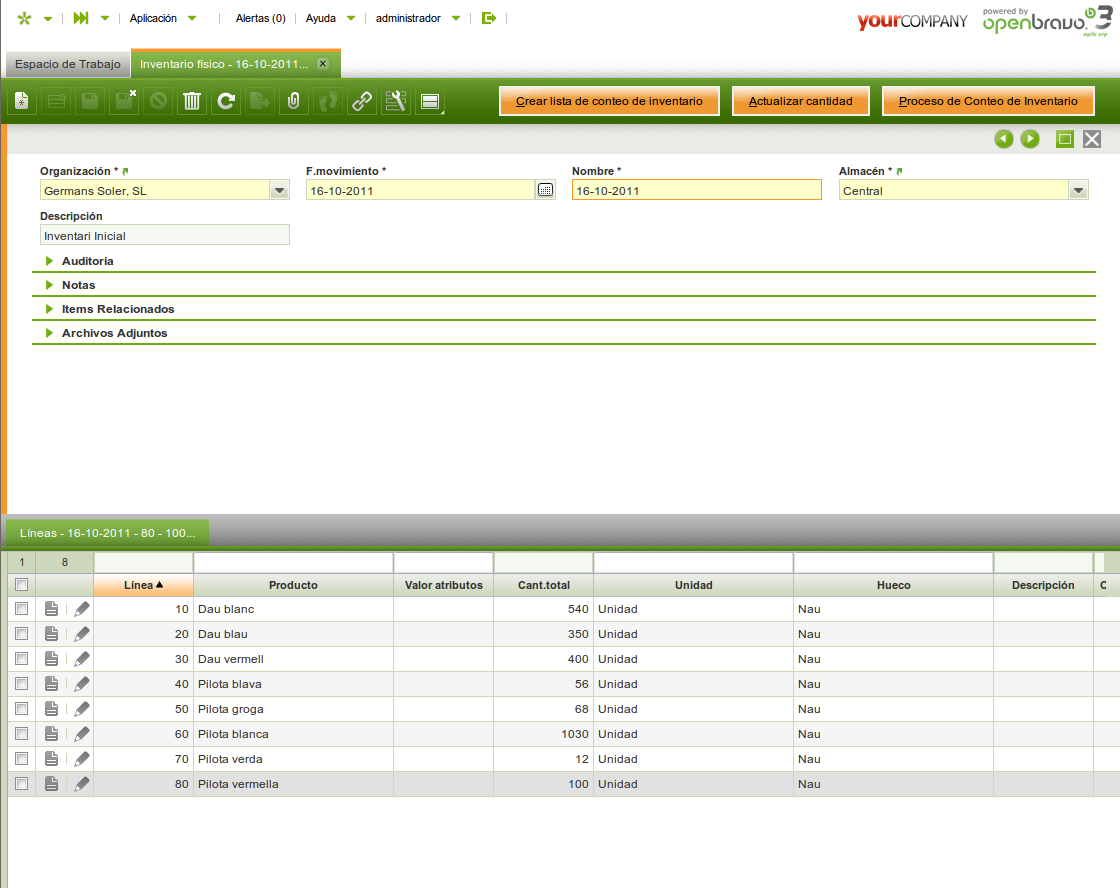 Aplicación Alertas (0) Ayuda administrador yourCOMPANY powered by openbravo 3 agile erp
Espacio de Trabajo Inventario físico - 16-10-2011... x
Crear lista de conteo de inventario Actualizar cantidad Proceso de Conteo de Inventario
Organización * F.movimiento * Nombre * Almacén *
Germans Soler, SL 16-10-2011 16-10-2011 Central
Descripción
Inventari Inicial
Auditoría
Notas
Items Relacionados
Archivos Adjuntos
Líneas - 16-10-2011 - 80 - 100...
1 8
Línea Producto Valor atributos Cant.total Unidad Hueco Descripción C
10 Dau blanc 540 Unidad Nau
20 Dau blau 350 Unidad Nau
30 Dau vermell 400 Unidad Nau
40 Pilota blava 56 Unidad Nau
50 Pilota groga 68 Unidad Nau
60 Pilota blanca 1030 Unidad Nau
70 Pilota verda 12 Unidad Nau
80 Pilota vermella 100 Unidad Nau